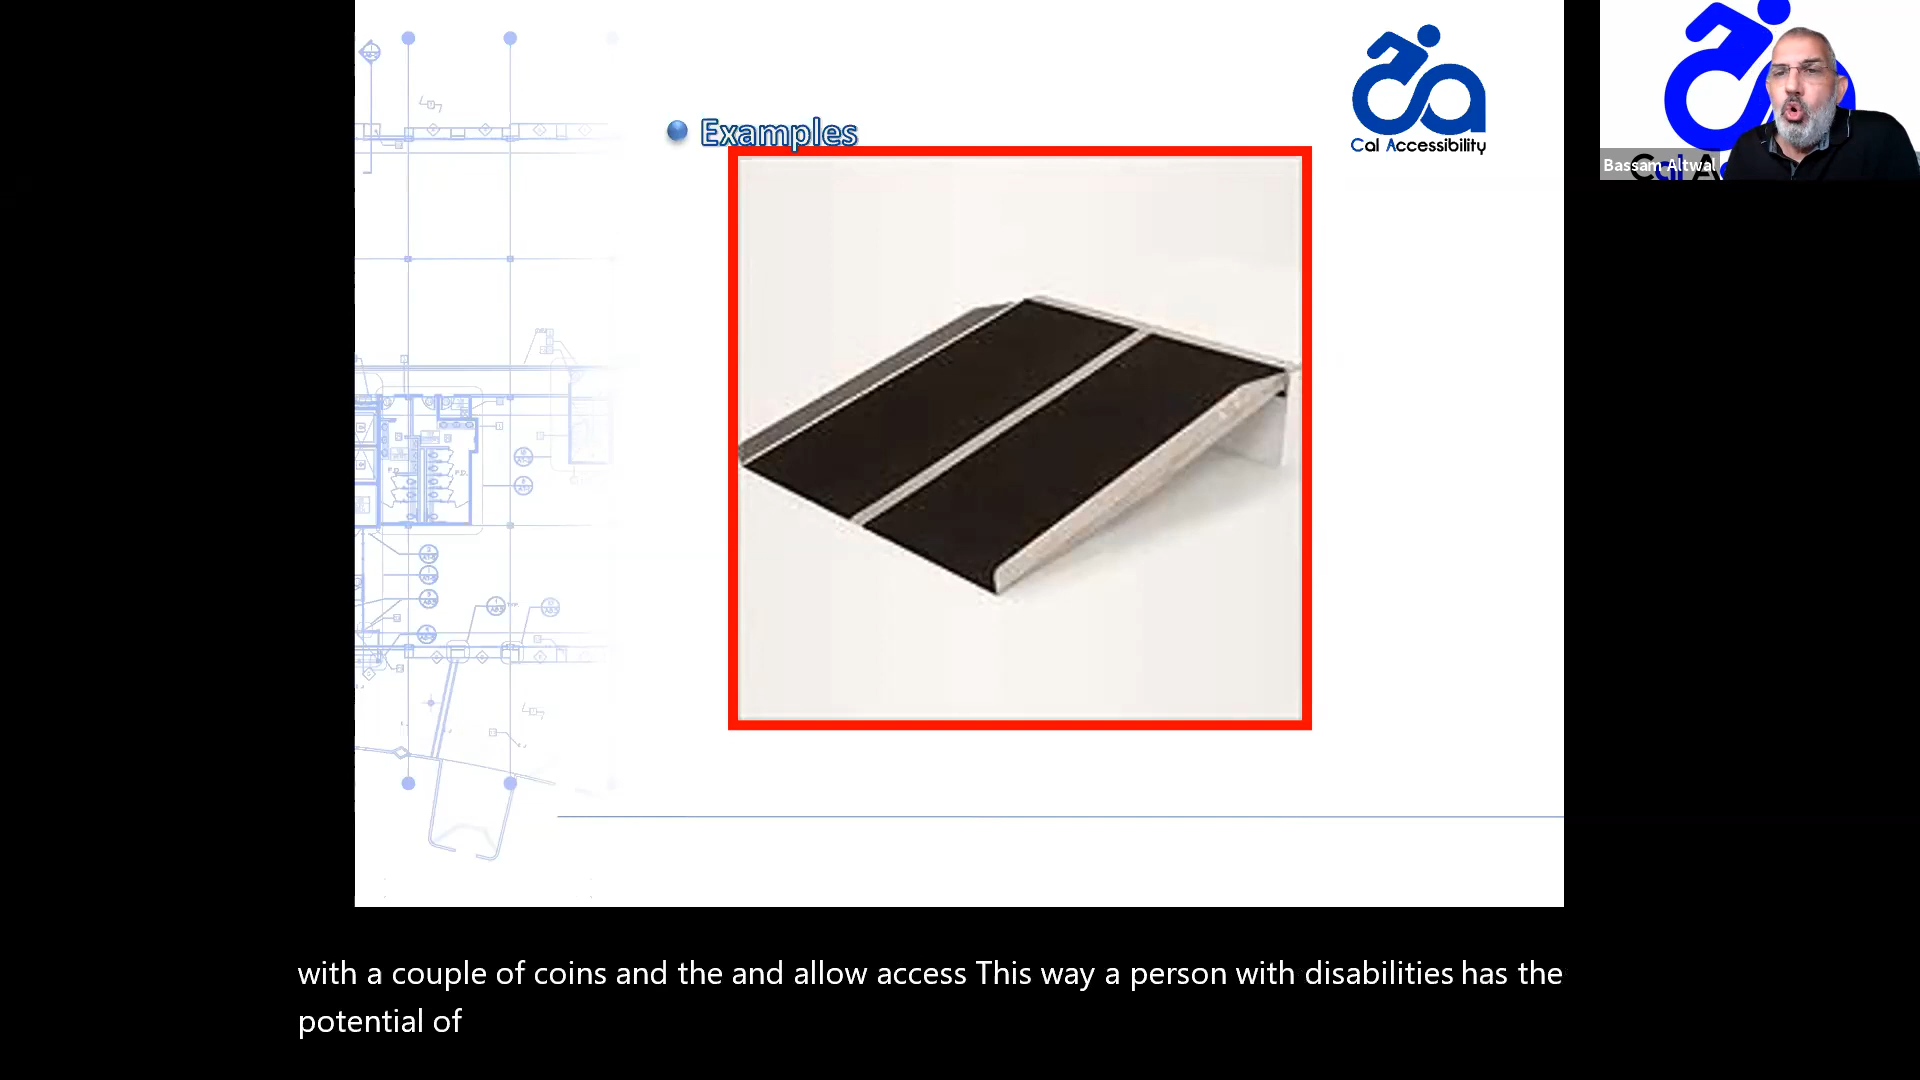 Examples
Cal Accessibility
Bassam Altwal
with a couple of coins and the and allow access This way a person with disabilities has the
potential of